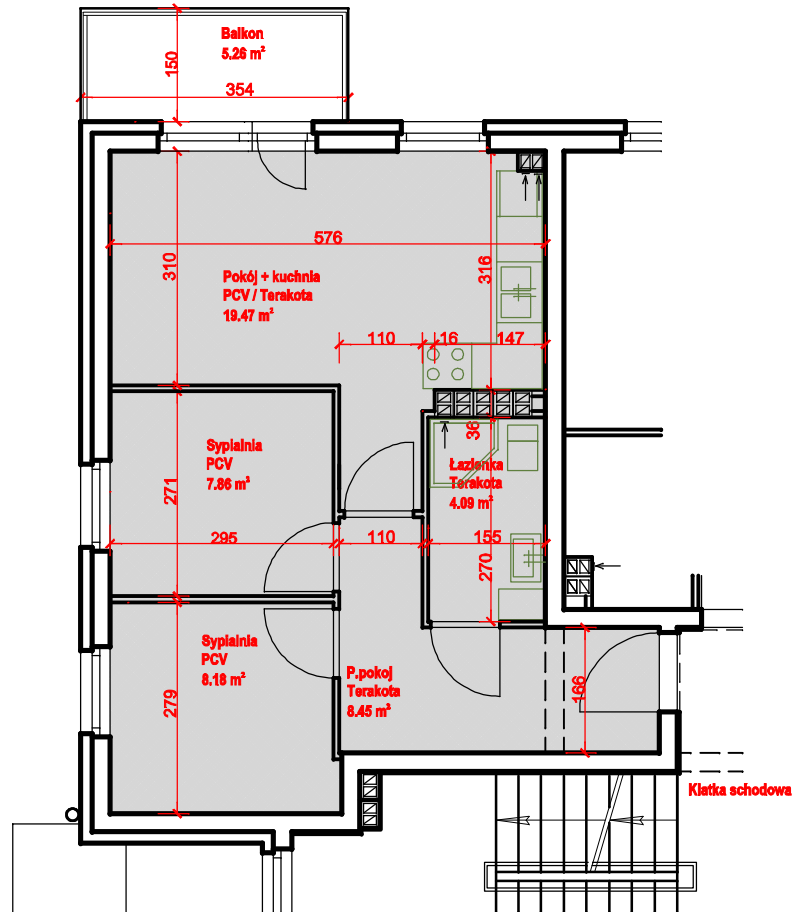 Balkon
5.26 m²
150
354
576
310
316
Pokój + kuchnia
PCV / Terakota
19.47 m²
110
16
147
36
Sypialnia
PCV
7.86 m²
271
Łazienka
Terakota
4.09 m²
295
110
155
270
Sypialnia
PCV
8.18 m²
279
P.pokoj
Terakota
8.45 m²
166
Klatka schodowa